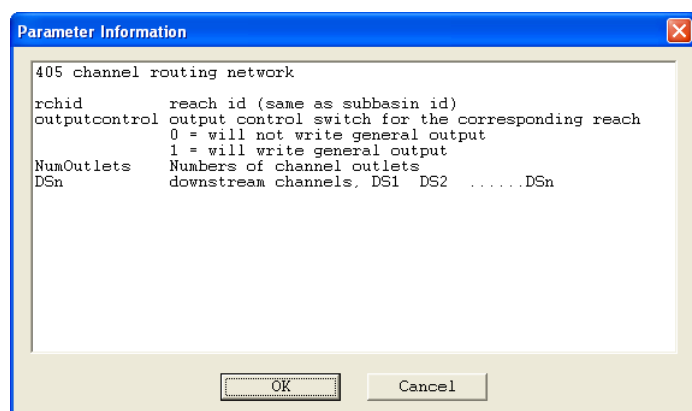 Parameter Information
405 channel routing network
rchid reach id (same as subbasin id)
outputcontrol output control switch for the corresponding reach
0 = will not write general output
1 = will write general output
NumOutlets Numbers of channel outlets
DSn downstream channels, DS1 DS2 ......DSn
OK Cancel